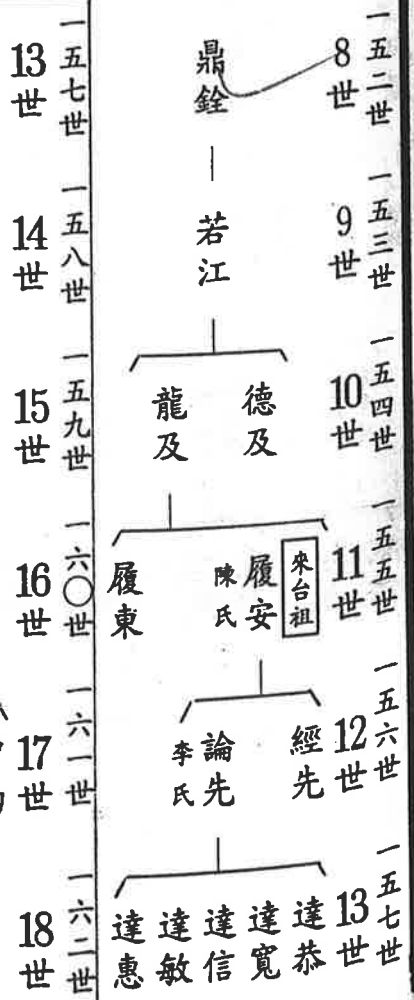 一五二世
8世
鼎銓
一五三世
9世
若江
一五四世
10世
德及
龍及
一五五世
11世
來台祖
履安
陳氏
履東
一五六世
12世
經先
論先
李氏
一五七世
13世
達恭
達寬
達信
達敏
達惠
一五七世
13世
一五八世
14世
一五九世
15世
一六〇世
16世
一六一世
17世
一六二世
18世